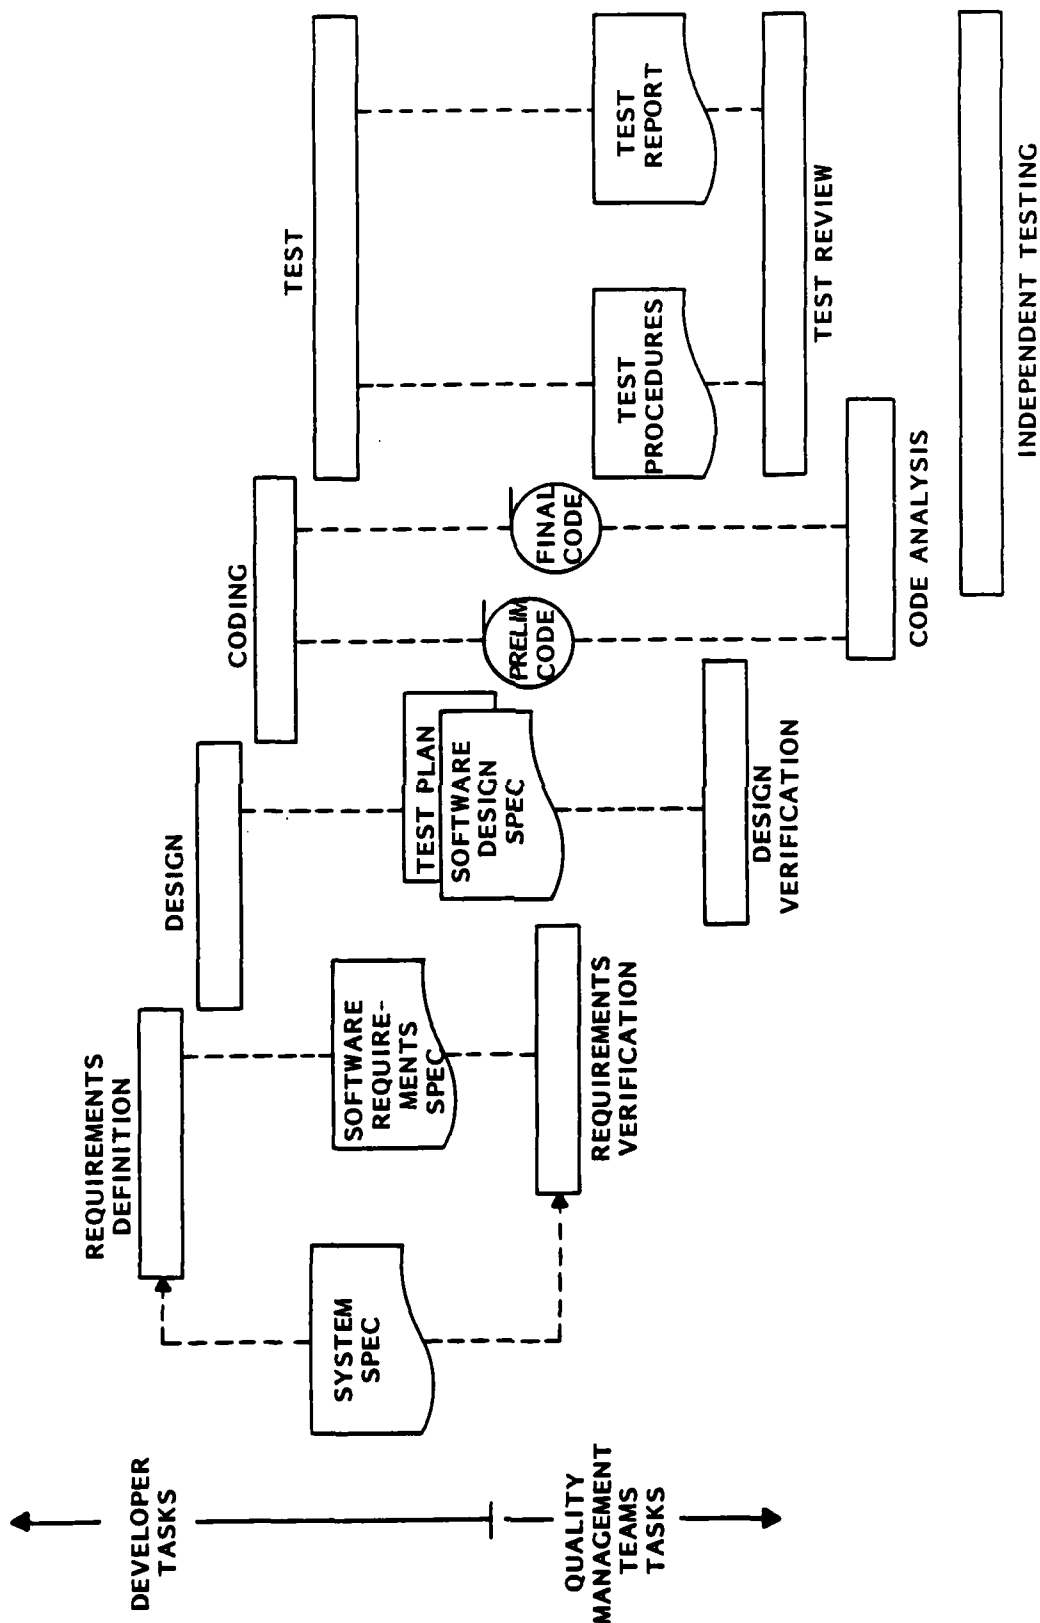 DEVELOPER
TASKS
QUALITY
MANAGEMENT
TEAMS
TASKS
SYSTEM
SPEC
REQUIREMENTS
DEFINITION
SOFTWARE
REQUIRE-
MENTS
SPEC
REQUIREMENTS
VERIFICATION
DESIGN
TEST PLAN
SOFTWARE
DESIGN
SPEC
DESIGN
VERIFICATION
CODING
PRELIM
CODE
FINAL
CODE
CODE ANALYSIS
TEST
TEST
PROCEDURES
TEST
REPORT
TEST REVIEW
INDEPENDENT TESTING